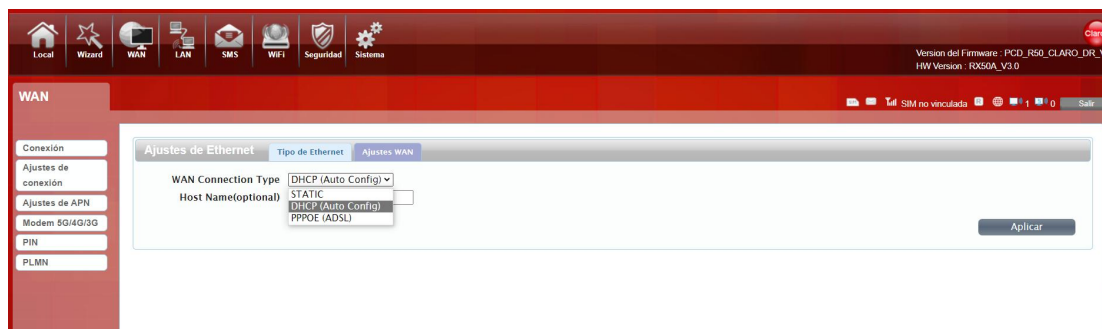 Local Wizard WAN LAN SMS WiFi Seguridad Sistema
Claro
Version del Firmware : PCD_R50_CLARO_DR_
HW Version : RX50A_V3.0
WAN
SIM no vinculada 1 0 Salir
Conexión
Ajustes de
conexión
Ajustes de APN
Modem 5G/4G/3G
PIN
PLMN
Ajustes de Ethernet Tipo de Ethernet Ajustes WAN
WAN Connection Type DHCP (Auto Config)
Host Name(optional)
STATIC
DHCP (Auto Config)
PPPOE (ADSL)
Aplicar